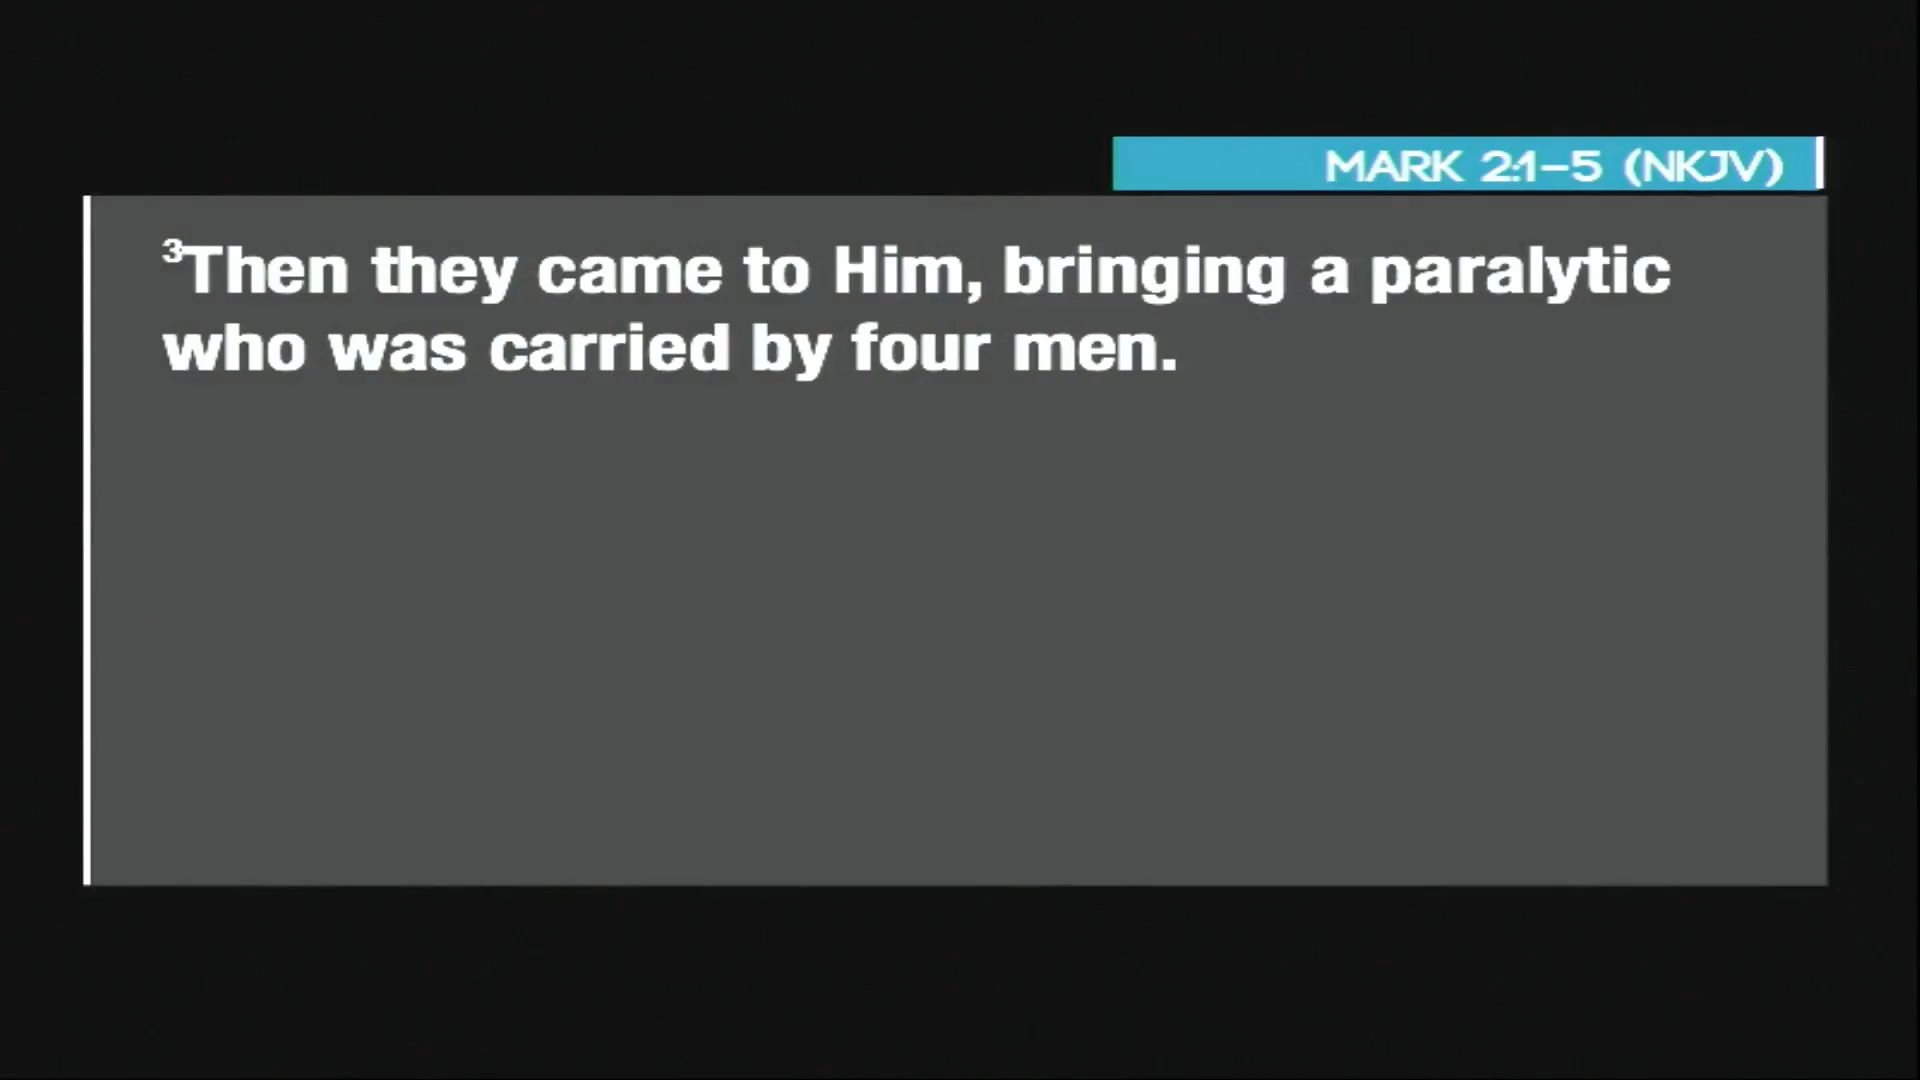 MARK 2:1–5 (NKJV)
³Then they came to Him, bringing a paralytic
who was carried by four men.